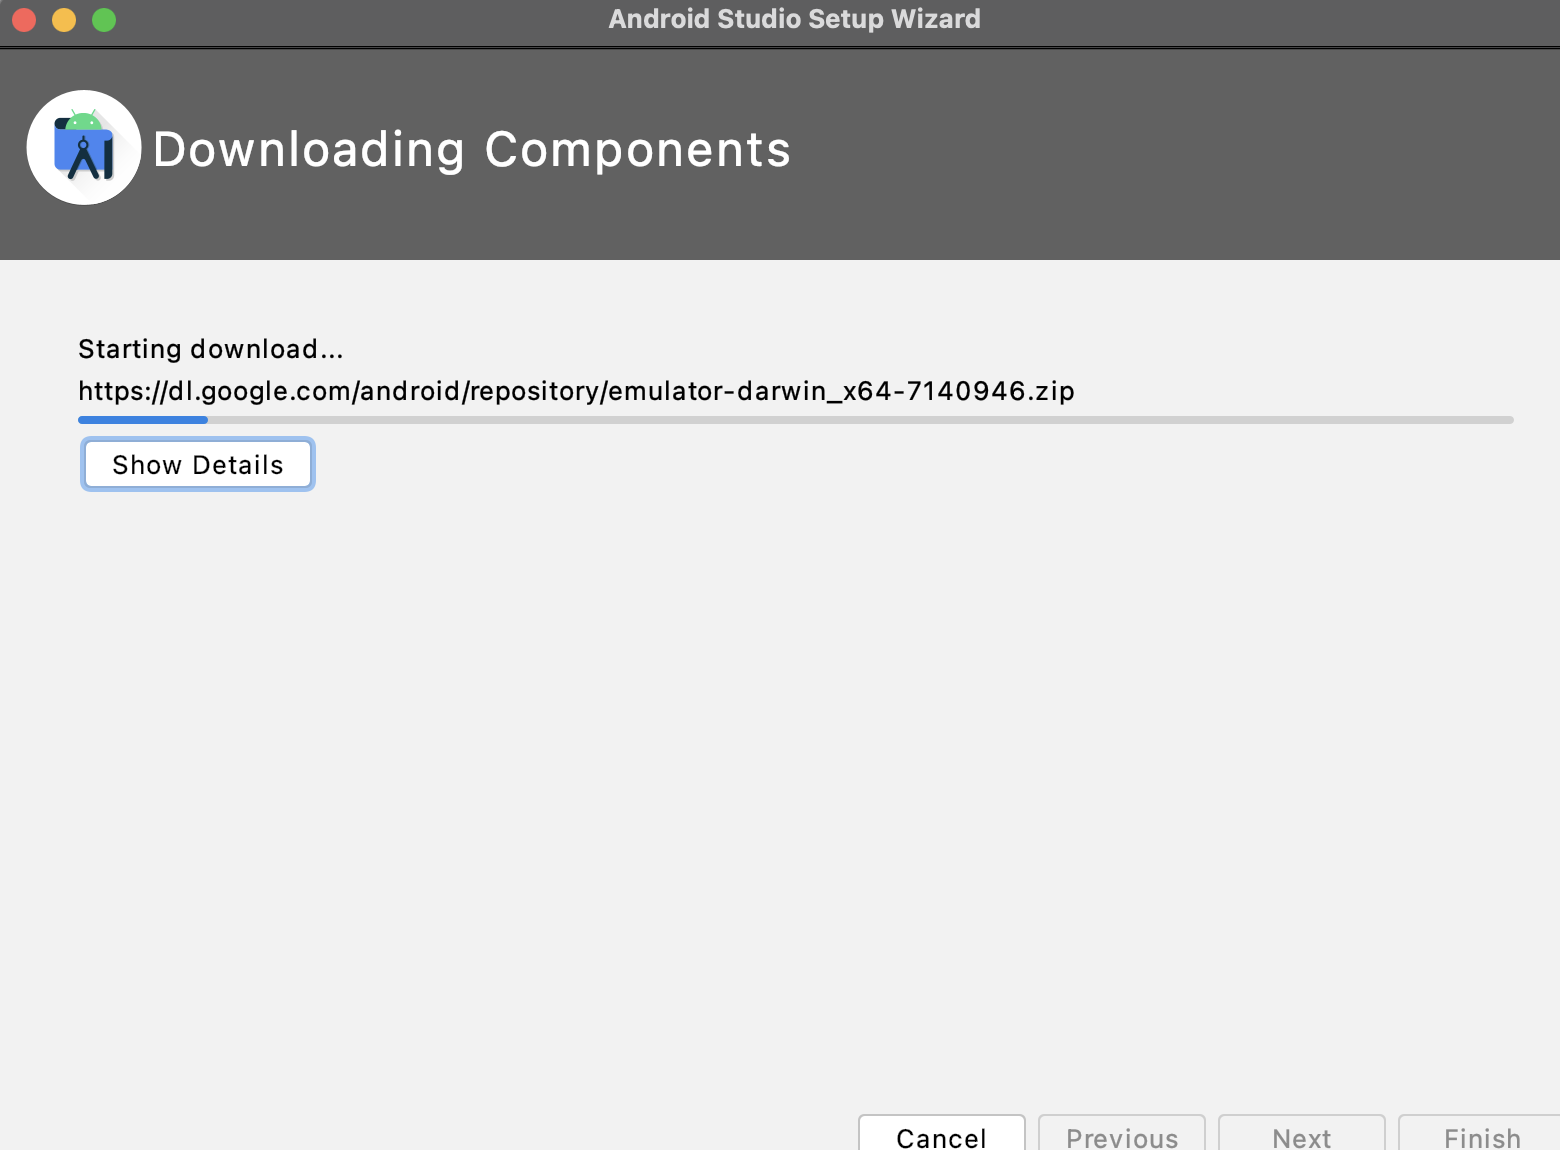 Android Studio Setup Wizard
Downloading Components
Starting download...
https://dl.google.com/android/repository/emulator-darwin_x64-7140946.zip
Show Details
Cancel
Previous
Next
Finish